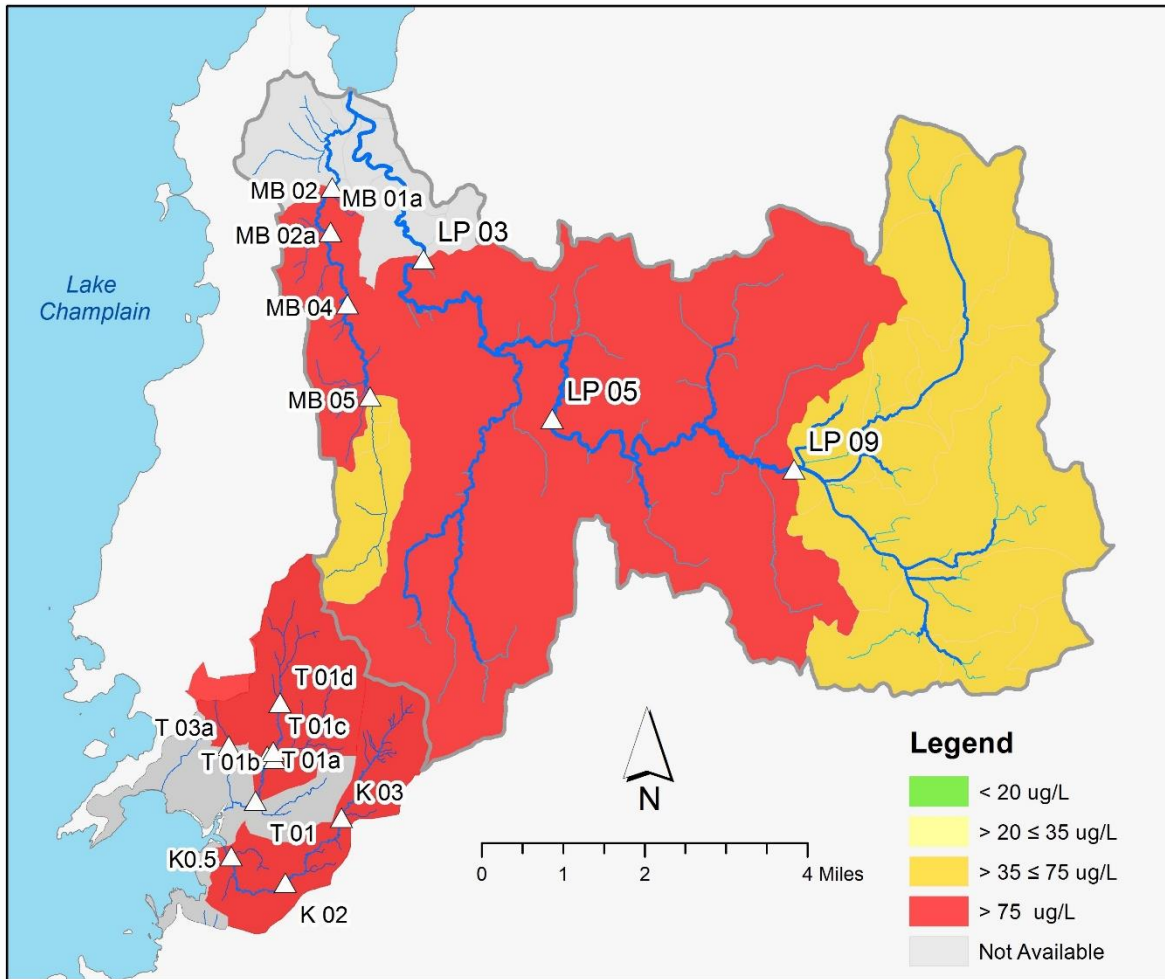 MB 02
MB 01a
MB 02a
LP 03
Lake
Champlain
MB 04
MB 05
LP 05
LP 09
T 01d
T 03a
T 01c
T 01b
T 01a
K 03
T 01
K0.5
K 02
N
0 1 2 4 Miles
Legend
< 20 ug/L
> 20 ≤ 35 ug/L
> 35 ≤ 75 ug/L
> 75 ug/L
Not Available